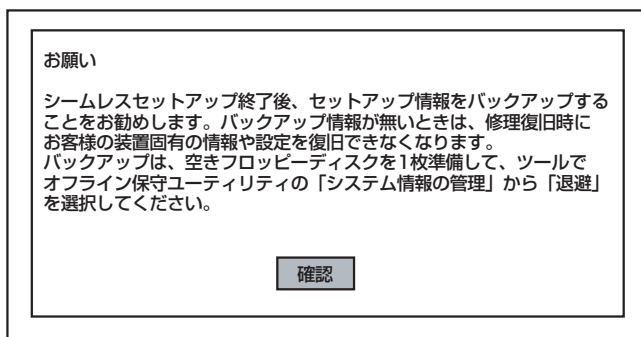 お願い
シームレスセットアップ終了後、セットアップ情報をバックアップする
ことをお勧めします。バックアップ情報が無いときは、修理復旧時に
お客様の装置固有の情報や設定を復旧できなくなります。
バックアップは、空きフロッピーディスクを1枚準備して、ツールで
オフライン保守ユーティリティの「システム情報の管理」から「退避」
を選択してください。
確認